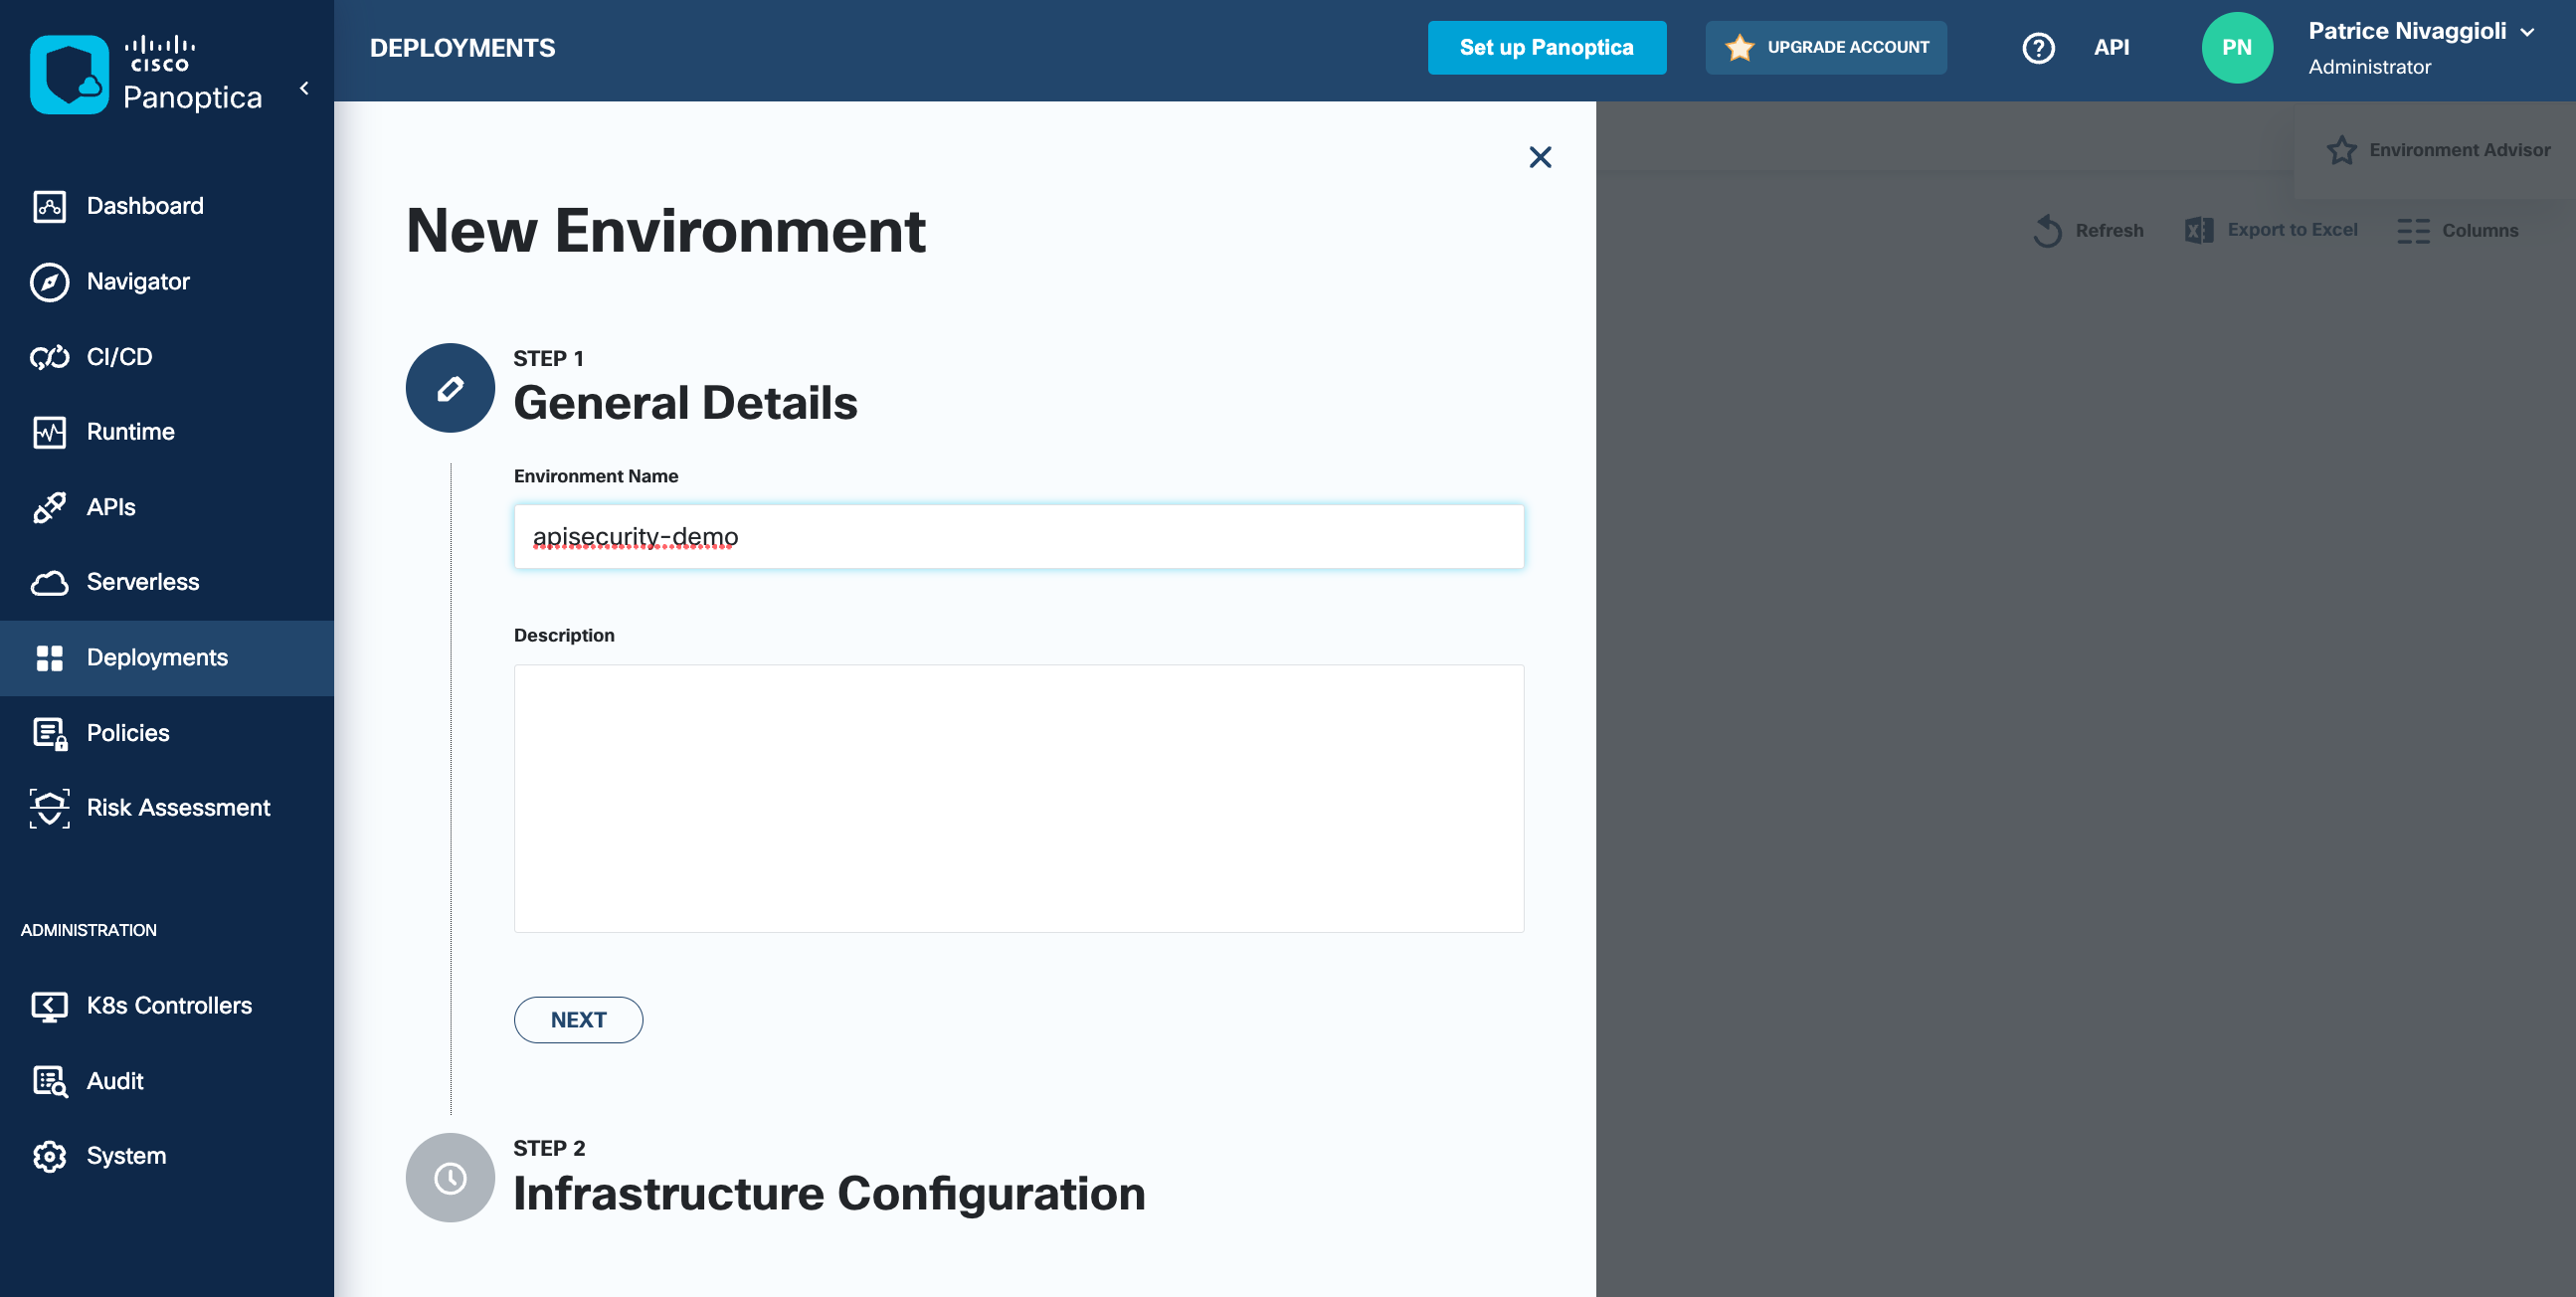 CISCO
Panoptica
Dashboard
Navigator
CI/CD
Runtime
APIs
Serverless
Deployments
Policies
Risk Assessment
ADMINISTRATION
K8s Controllers
Audit
System
DEPLOYMENTS
Set up Panoptica
UPGRADE ACCOUNT
?
API
PN
Patrice Nivaggioli
Administrator
Environment Advisor
Refresh
Export to Excel
Columns
New Environment
STEP 1
General Details
Environment Name
apisecurity-demo
Description
NEXT
STEP 2
Infrastructure Configuration